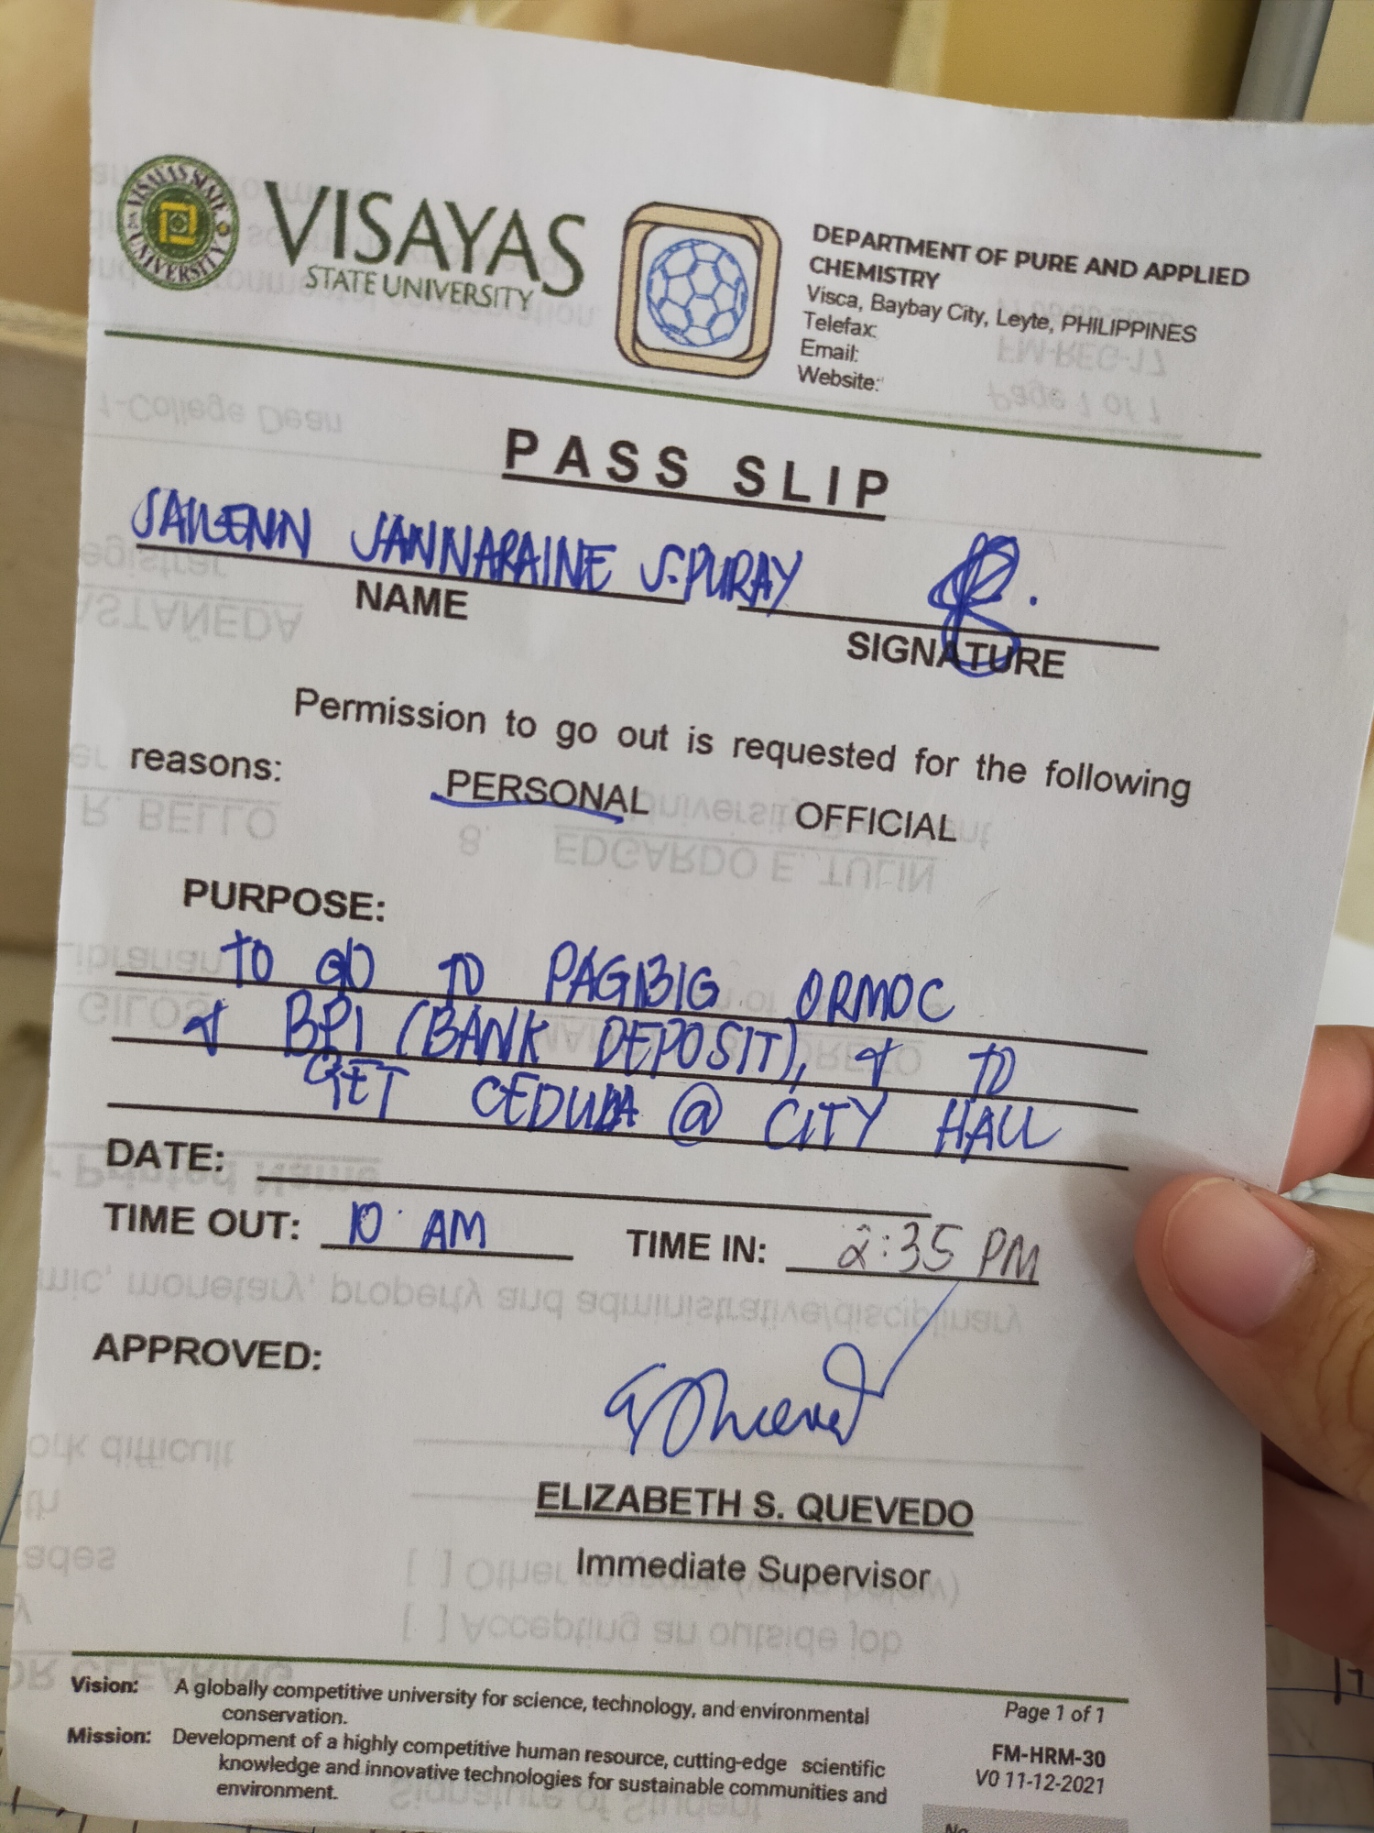 VISAYAS STATE UNIVERSITY
VISAYAS
STATE UNIVERSITY
DEPARTMENT OF PURE AND APPLIED
CHEMISTRY
Visca, Baybay City, Leyte, PHILIPPINES
Telefax:
Email:
Website:
PASS SLIP
JAILENN JANNARAINE S. PURAY
NAME
SIGNATURE
Permission to go out is requested for the following
reasons:
PERSONAL OFFICIAL
PURPOSE:
TO GO TO PAGIBIG ORMOC
& BPI (BANK DEPOSIT), & TO
GET CEDULA @ CITY HALL
DATE:
TIME OUT: 10 AM TIME IN: 2:35 PM
APPROVED:
ELIZABETH S. QUEVEDO
Immediate Supervisor
Vision: A globally competitive university for science, technology, and environmental
conservation.
Mission: Development of a highly competitive human resource, cutting-edge scientific
knowledge and innovative technologies for sustainable communities and
environment.
Page 1 of 1
FM-HRM-30
V0 11-12-2021